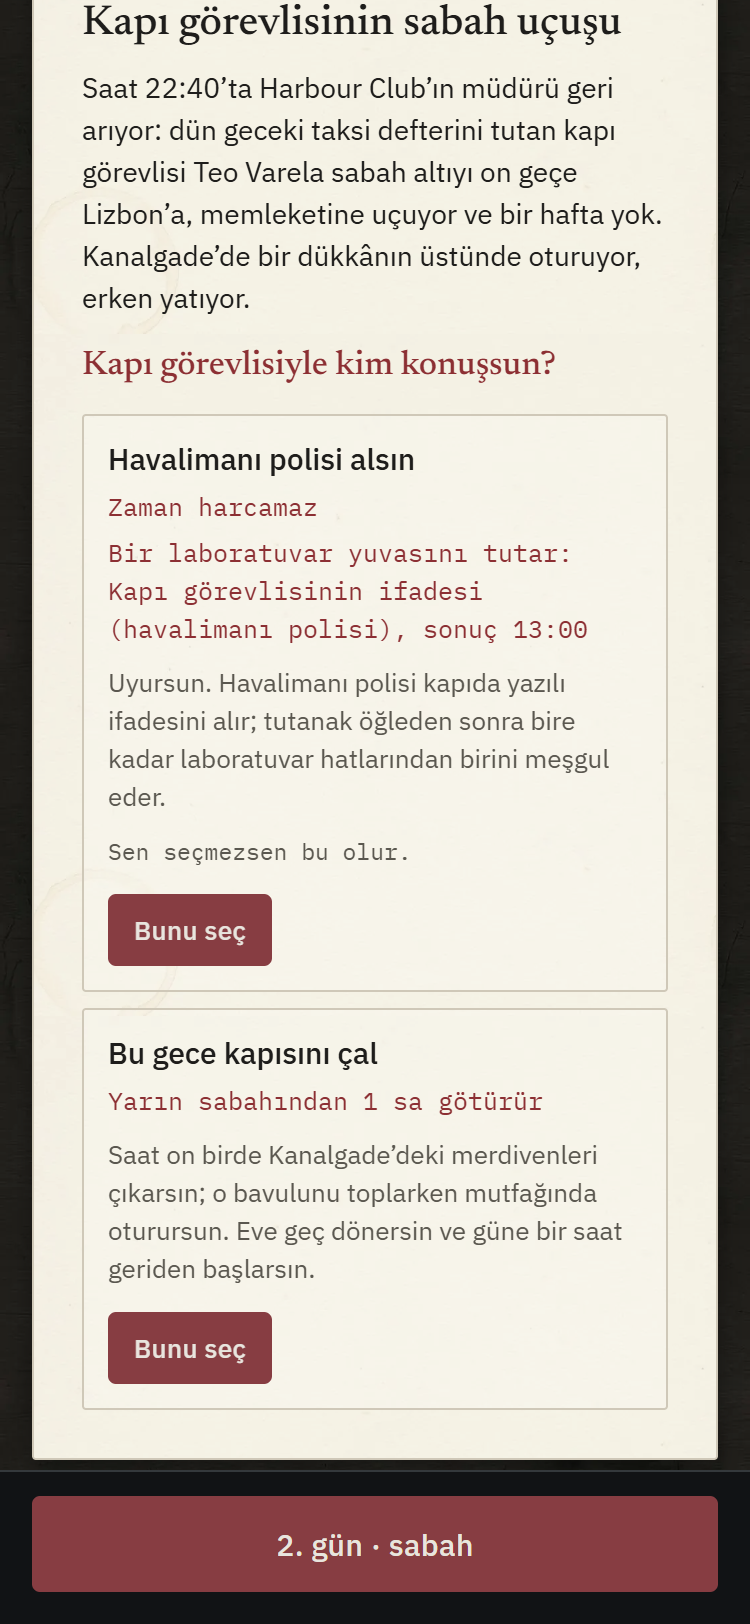 Kapı görevlisinin sabah uçuşu
Saat 22:40’ta Harbour Club’ın müdürü geri
arıyor: dün geceki taksi defterini tutan kapı
görevlisi Teo Varela sabah altıyı on geçe
Lizbon’a, memleketine uçuyor ve bir hafta yok.
Kanalgade’de bir dükkânın üstünde oturuyor,
erken yatıyor.
Kapı görevlisiyle kim konuşsun?
Havalimanı polisi alsın
Zaman harcamaz
Bir laboratuvar yuvasını tutar:
Kapı görevlisinin ifadesi
(havalimanı polisi), sonuç 13:00
Uyursun. Havalimanı polisi kapıda yazılı
ifadesini alır; tutanak öğleden sonra bire
kadar laboratuvar hatlarından birini meşgul
eder.
Sen seçmezsen bu olur.
Bunu seç
Bu gece kapısını çal
Yarın sabahından 1 sa götürür
Saat on birde Kanalgade’deki merdivenleri
çıkarsın; o bavulunu toplarken mutfağında
oturursun. Eve geç dönersin ve güne bir saat
geriden başlarsın.
Bunu seç
2. gün · sabah